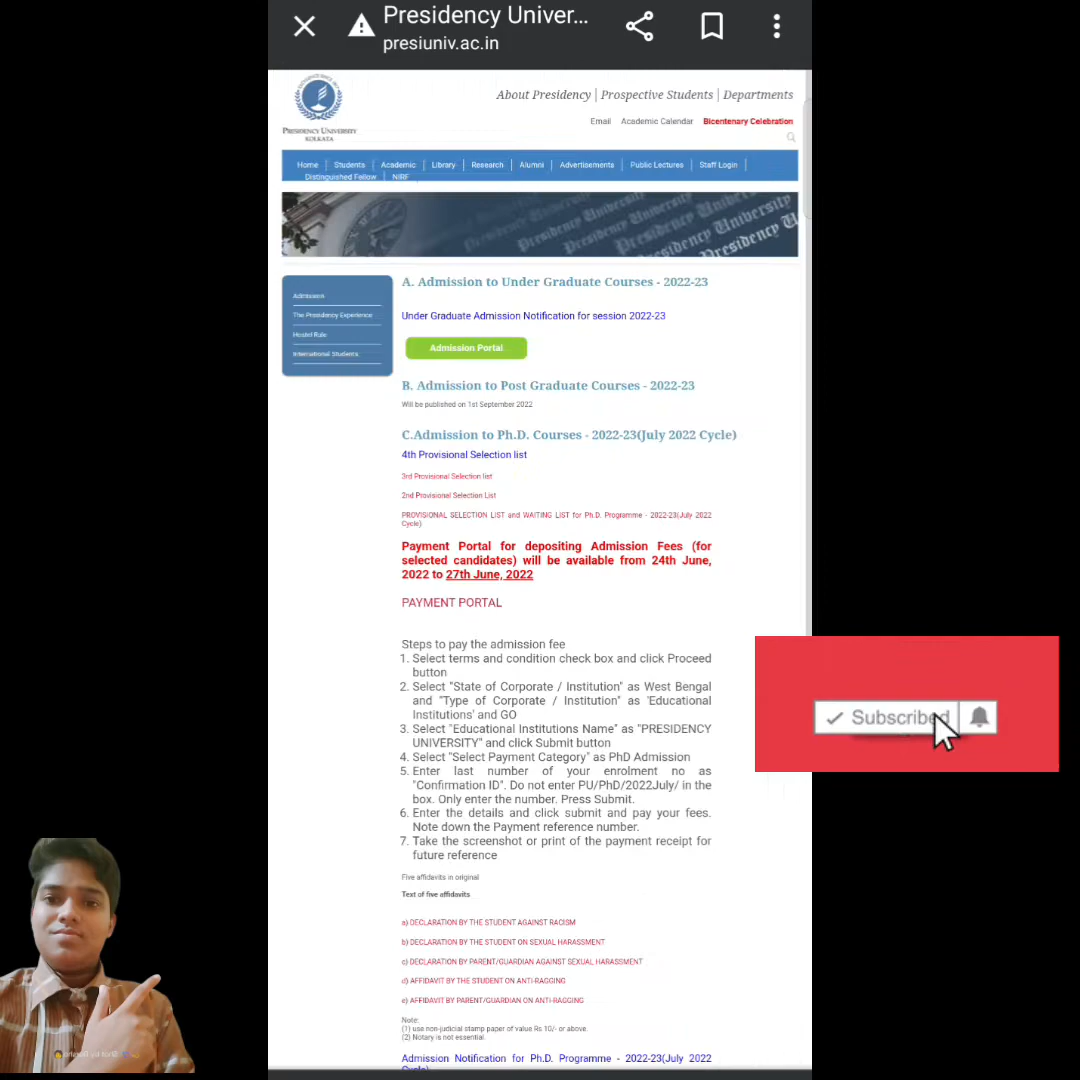 Presidency Univer...
presiuniv.ac.in
About Presidency | Prospective Students | Departments
Email Academic Calendar Bicentenary Celebration
PRESIDENCY UNIVERSITY
KOLKATA
Home Students Academic Library Research Alumni Advertisements Public Lectures Staff Login
Distinguished Fellow NIRF
Presidency University Presidency University
Admission
The Presidency Experience
Hostel Rule
International Students
A. Admission to Under Graduate Courses - 2022-23
Under Graduate Admission Notification for session 2022-23
Admission Portal
B. Admission to Post Graduate Courses - 2022-23
Will be published on 1st September 2022
C.Admission to Ph.D. Courses - 2022-23(July 2022 Cycle)
4th Provisional Selection list
3rd Provisional Selection list
2nd Provisional Selection List
PROVISIONAL SELECTION LIST and WAITING LIST for Ph.D. Programme - 2022-23(July 2022
Cycle)
Payment Portal for depositing Admission Fees (for
selected candidates) will be available from 24th June,
2022 to 27th June, 2022
PAYMENT PORTAL
Steps to pay the admission fee
1. Select terms and condition check box and click Proceed
button
2. Select "State of Corporate / Institution" as West Bengal
and "Type of Corporate / Institution" as 'Educational
Institutions' and GO
3. Select "Educational Institutions Name" as "PRESIDENCY
UNIVERSITY" and click Submit button
4. Select "Select Payment Category" as PhD Admission
5. Enter last number of your enrolment no as
"Confirmation ID". Do not enter PU/PhD/2022July/ in the
box. Only enter the number. Press Submit.
6. Enter the details and click submit and pay your fees.
Note down the Payment reference number.
7. Take the screenshot or print of the payment receipt for
future reference
Five affidavits in original
Text of five affidavits
a) DECLARATION BY THE STUDENT AGAINST RACISM
b) DECLARATION BY THE STUDENT ON SEXUAL HARASSMENT
c) DECLARATION BY PARENT/GUARDIAN AGAINST SEXUAL HARASSMENT
d) AFFIDAVIT BY THE STUDENT ON ANTI-RAGGING
e) AFFIDAVIT BY PARENT/GUARDIAN ON ANTI-RAGGING
Note:
(1) use non-judicial stamp paper of value Rs.10/- or above.
(2) Notary is not essential.
Admission Notification for Ph.D. Programme - 2022-23(July 2022
Cycle)
Subscribed